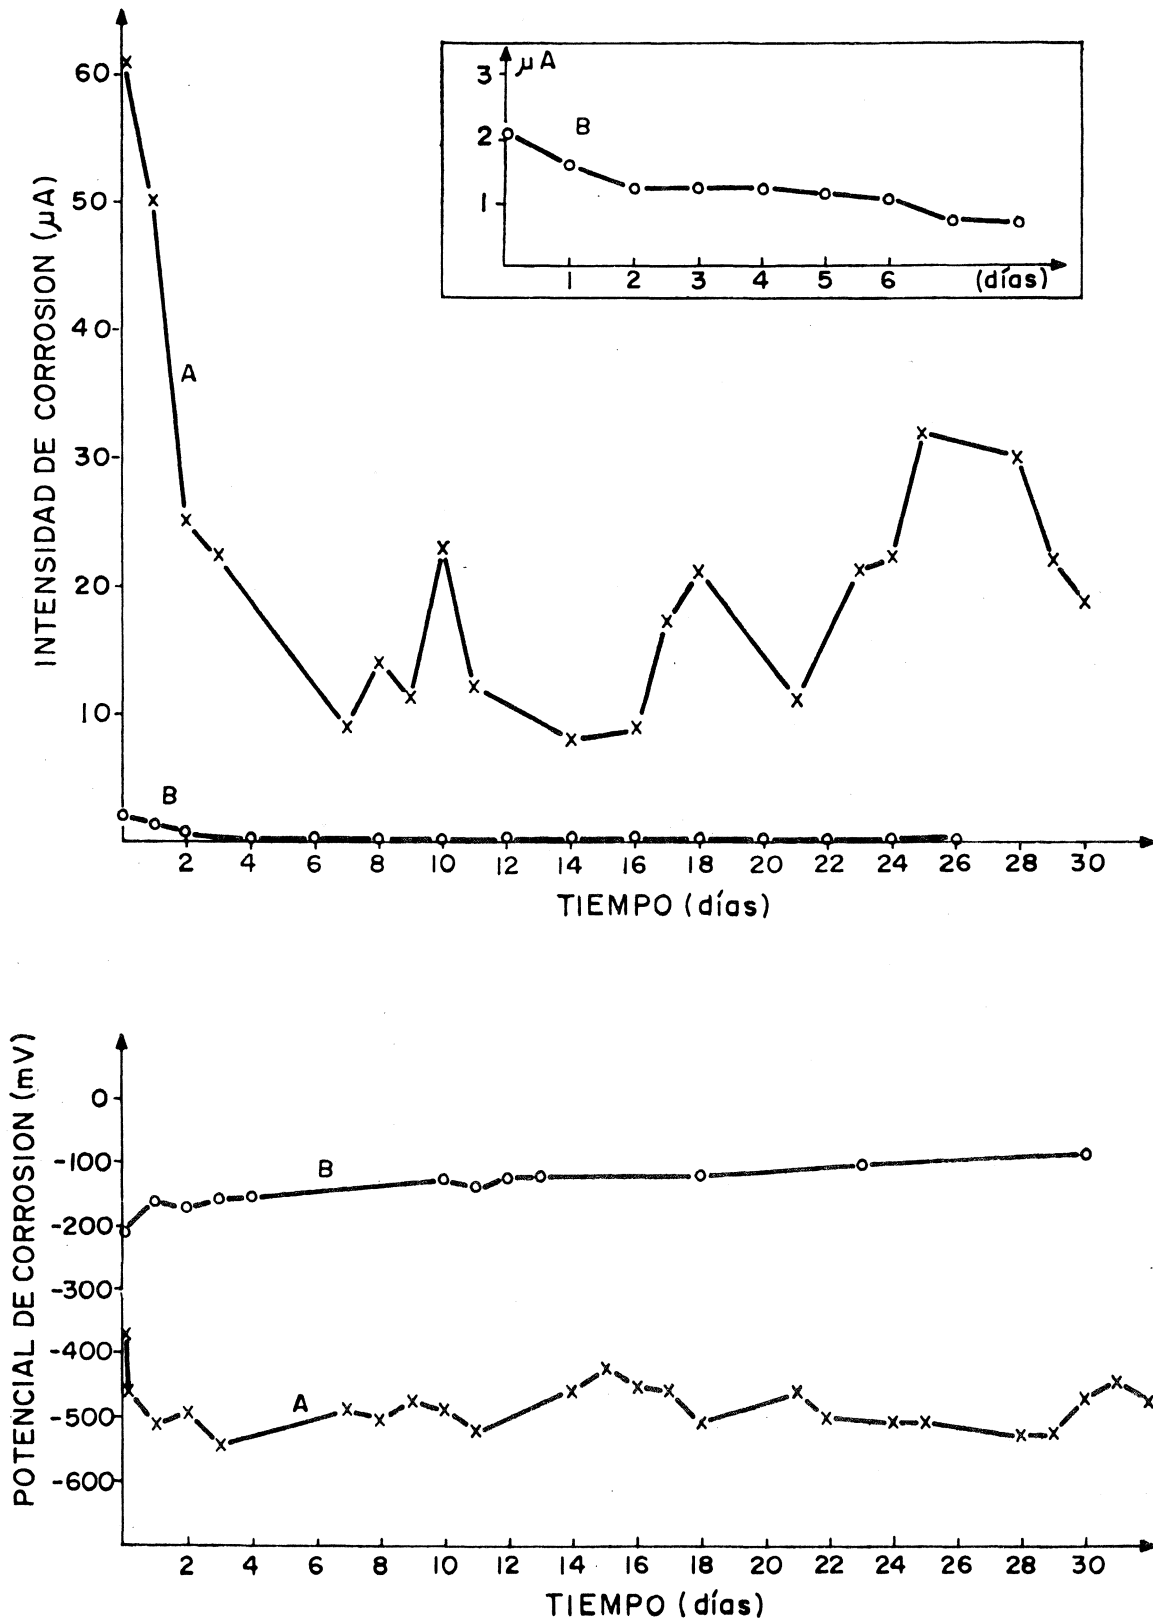 INTENSIDAD DE CORROSION (μA)
60
50
40
30
20
10
A
B
3 μA
2
1
B
1 2 3 4 5 6 (días)
2 4 6 8 10 12 14 16 18 20 22 24 26 28 30
TIEMPO (días)
POTENCIAL DE CORROSION (mV)
0
-100
-200
-300
-400
-500
-600
B
A
2 4 6 8 10 12 14 16 18 20 22 24 26 28 30
TIEMPO (días)